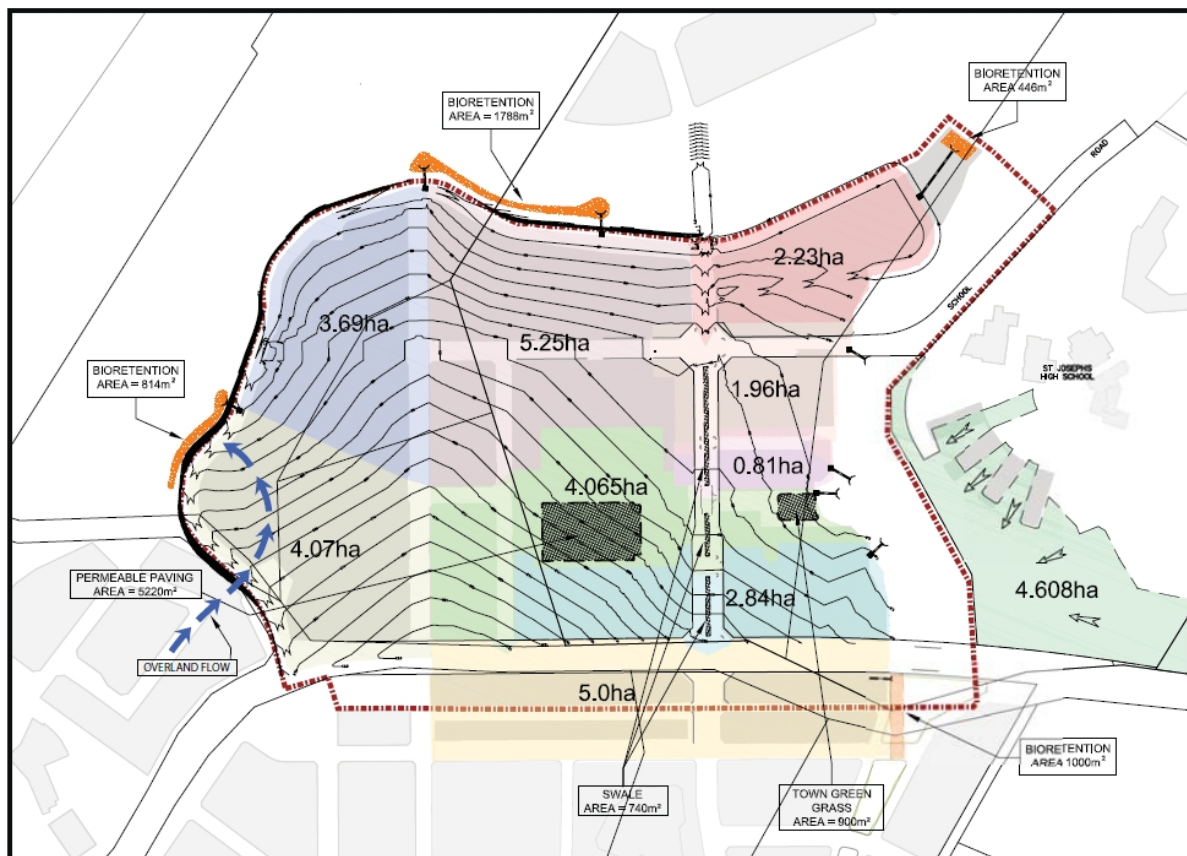 BIORETENTION
AREA 446m²
BIORETENTION
AREA = 1788m²
ROAD
2.23ha
SCHOOL
3.69ha
5.25ha
ST JOSEPHS
HIGH SCHOOL
BIORETENTION
AREA = 814m²
1.96ha
0.81ha
4.065ha
4.07ha
PERMEABLE PAVING
AREA = 5220m²
2.84ha
4.608ha
OVERLAND FLOW
5.0ha
BIORETENTION
AREA 1000m²
SWALE
AREA = 740m²
TOWN GREEN
GRASS
AREA = 900m²